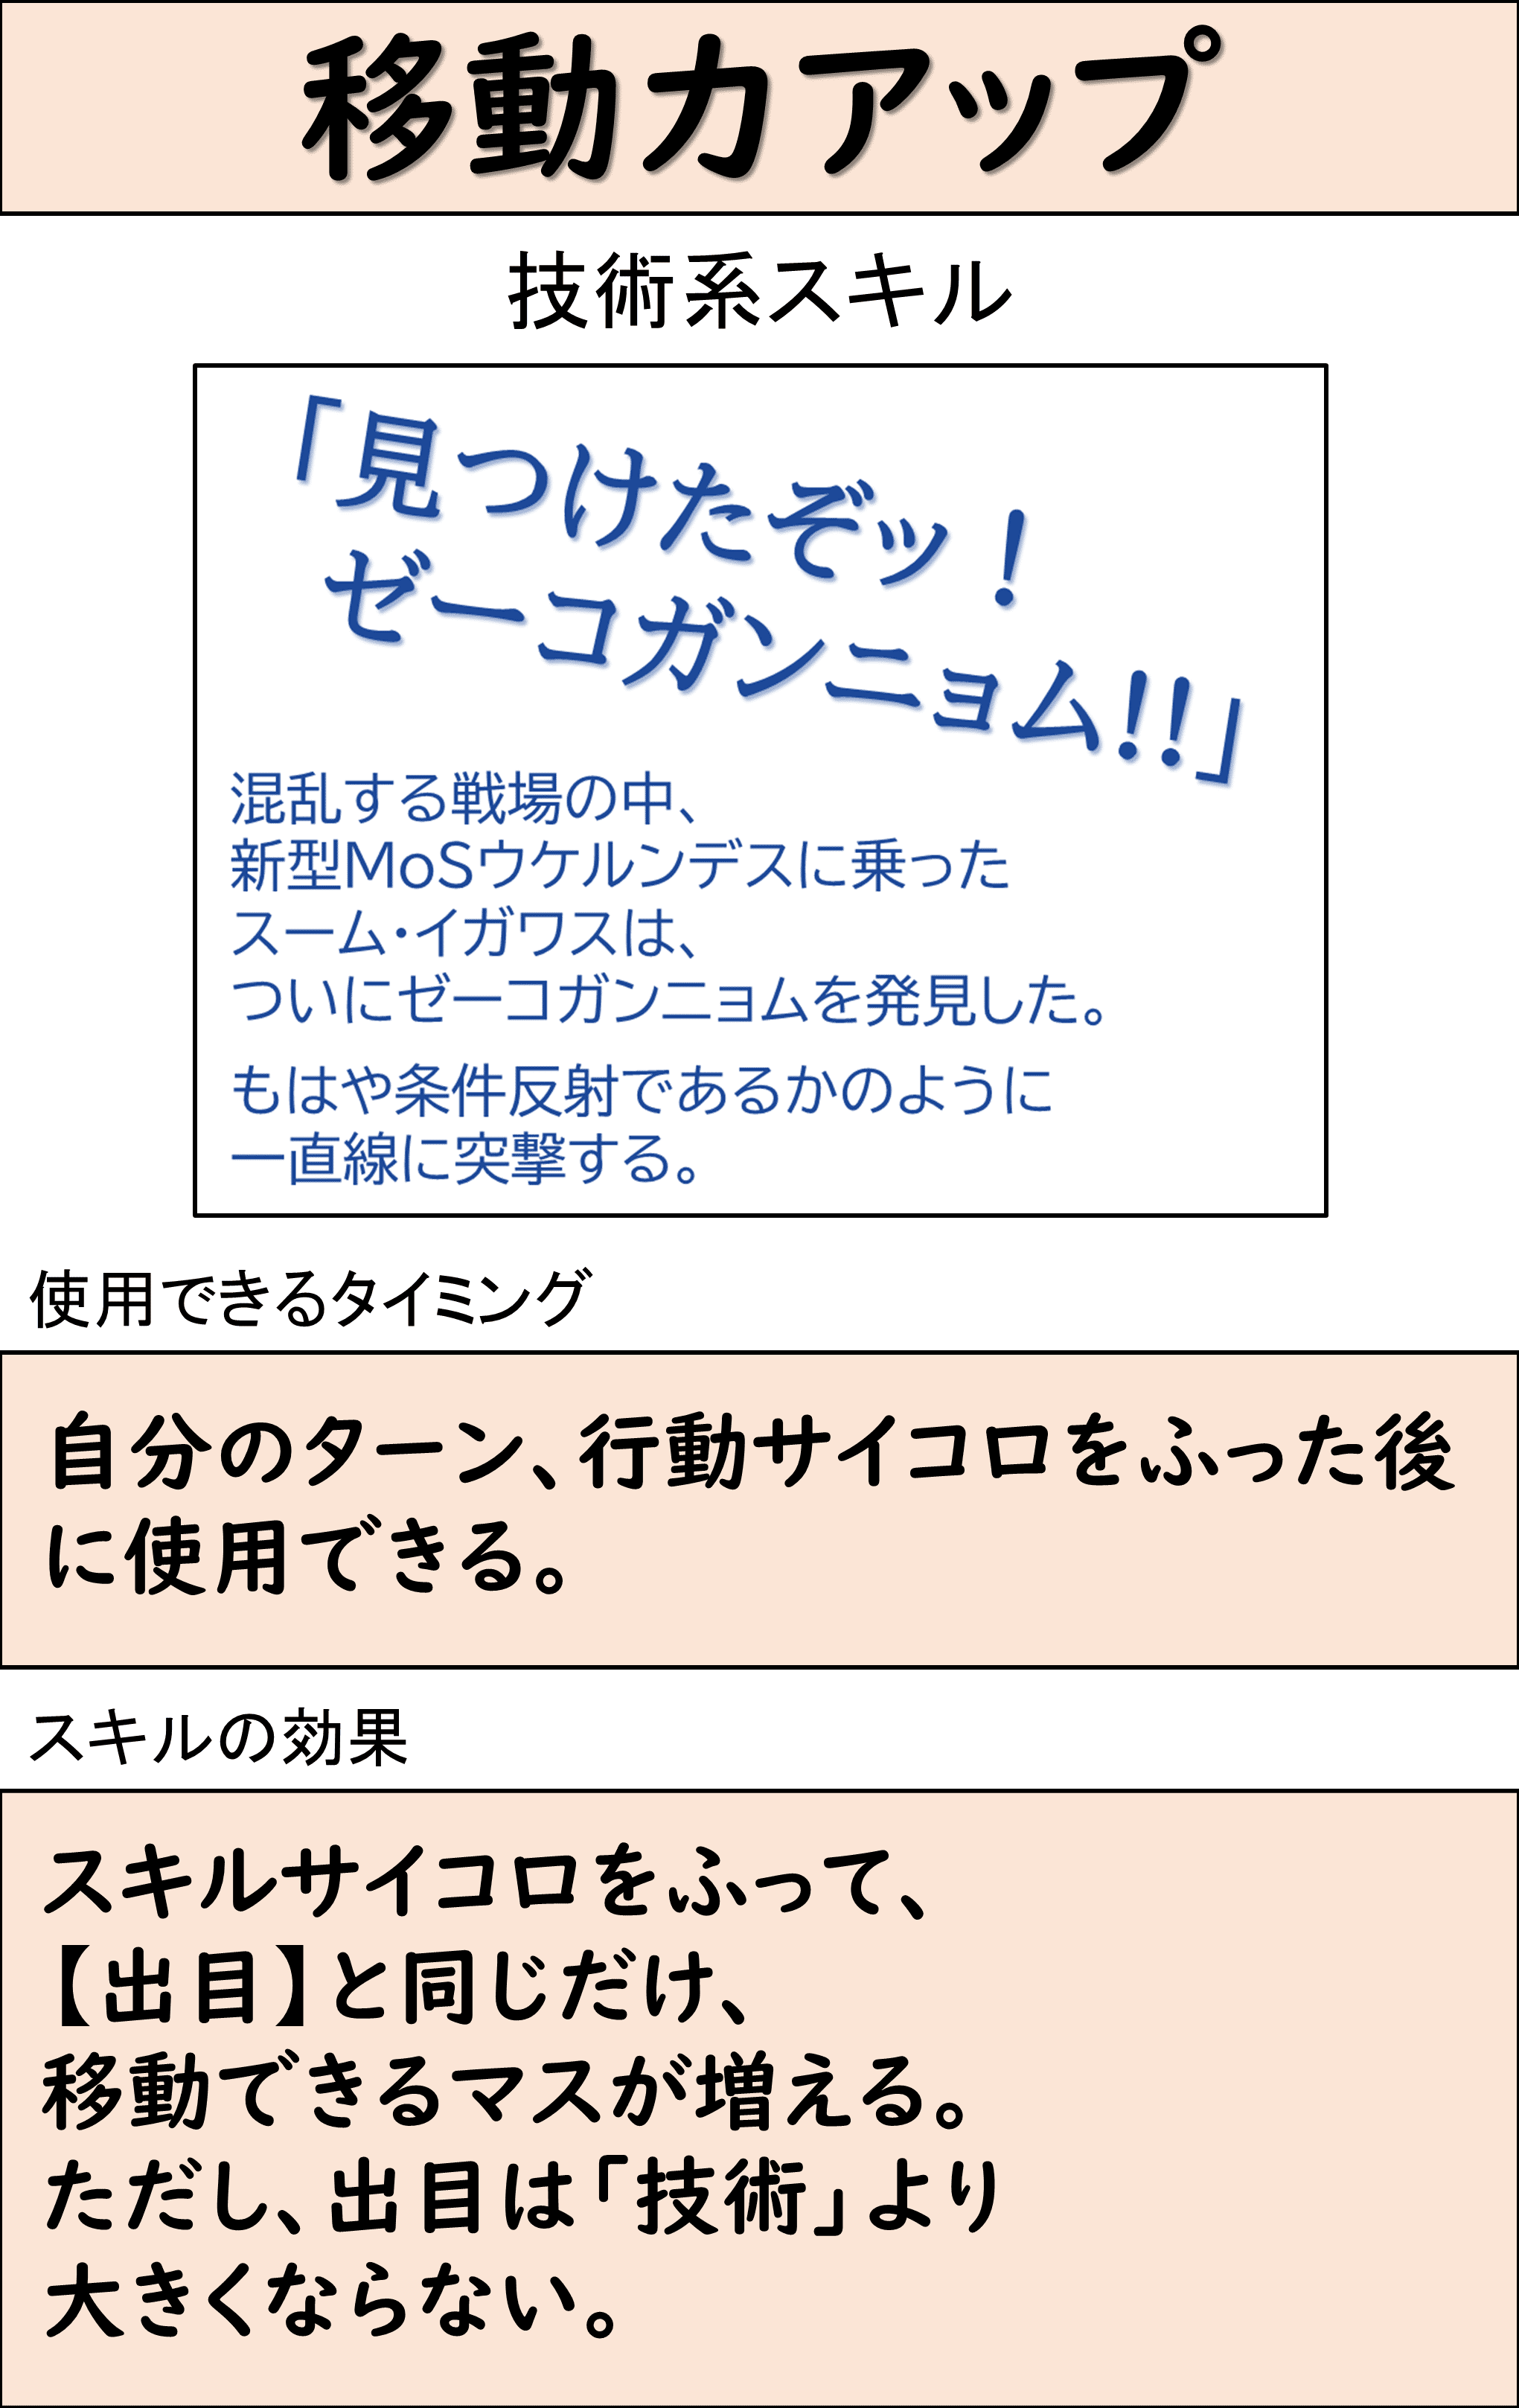 移動力アップ
技術系スキル
「見つけたぞッ！
ゼーコガンニョム!!」
混乱する戦場の中、
新型MoSウケルンデスに乗った
スーム・イガワスは、
ついにゼーコガンニョムを発見した。
もはや条件反射であるかのように
一直線に突撃する。
使用できるタイミング
自分のターン、行動サイコロをふった後
に使用できる。
スキルの効果
スキルサイコロをふって、
【出目】と同じだけ、
移動できるマスが増える。
ただし、出目は「技術」より
大きくならない。